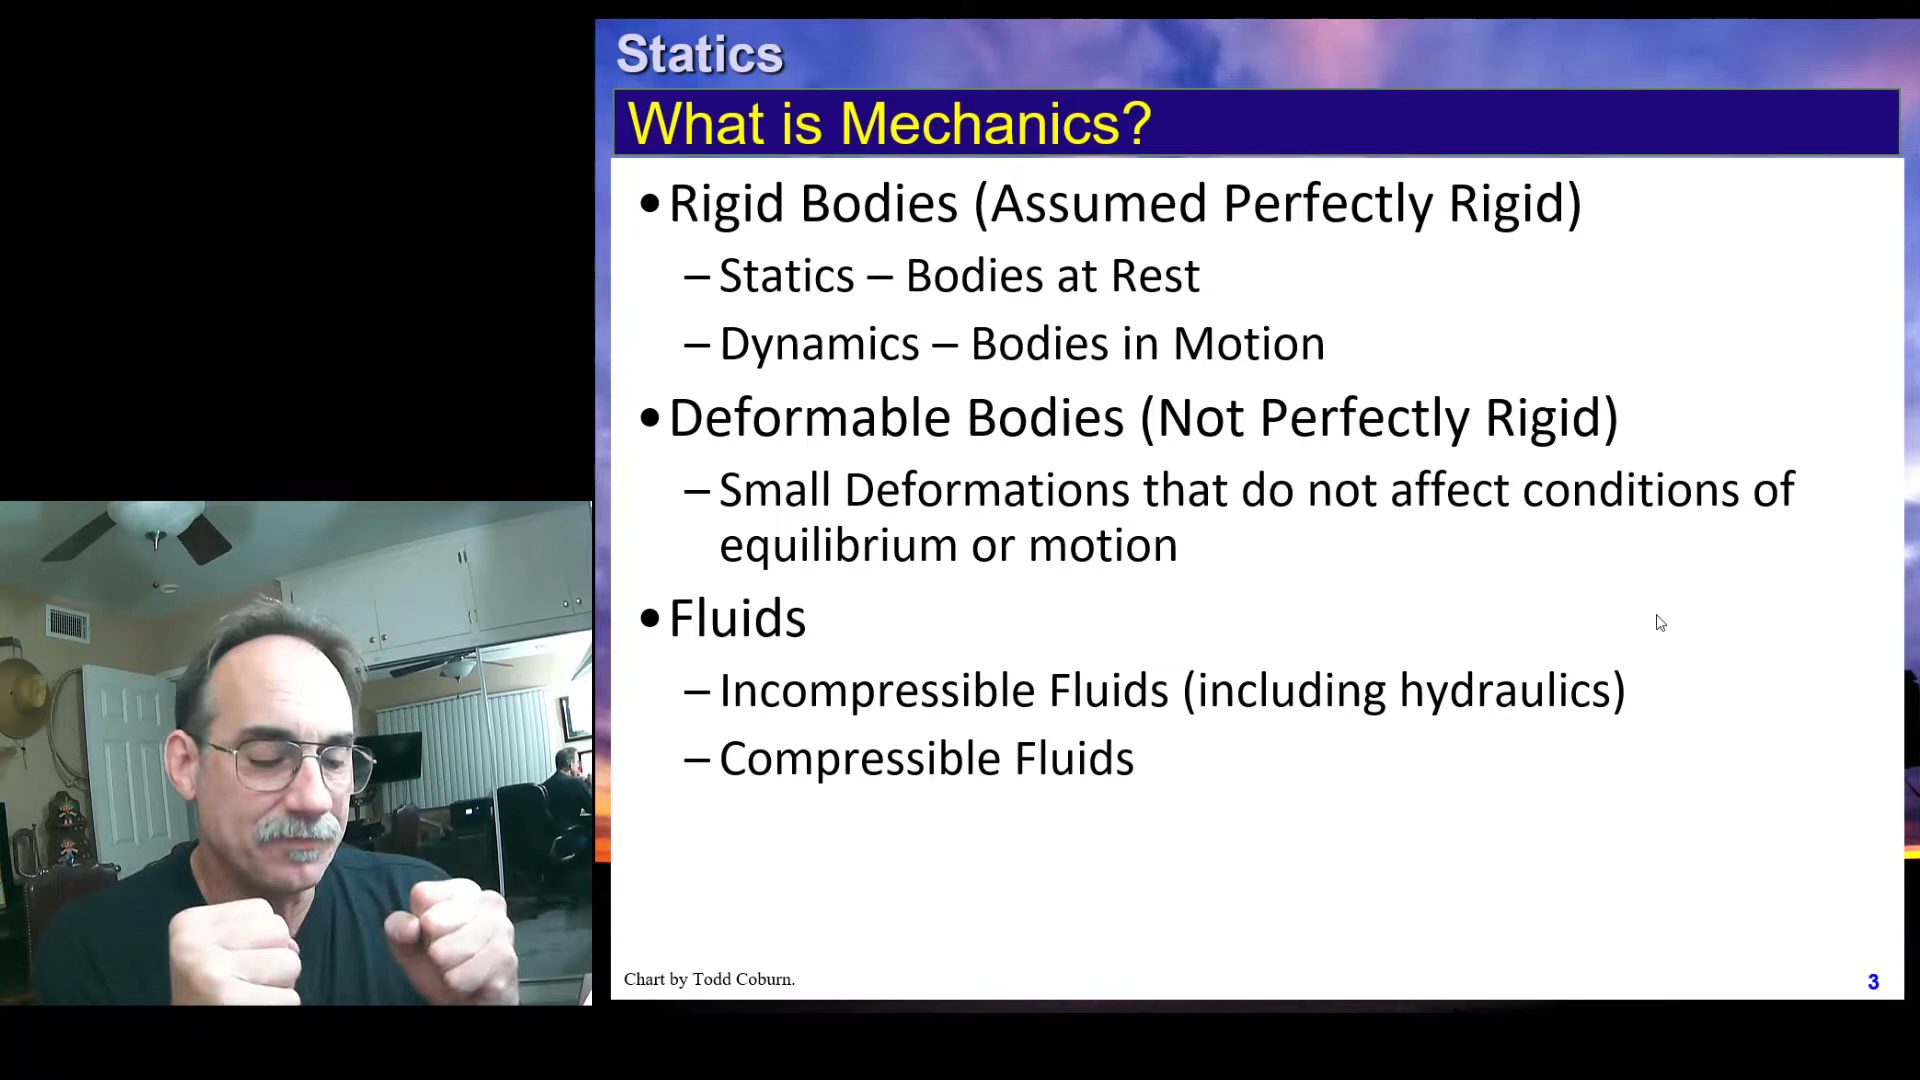 Statics
What is Mechanics?
•Rigid Bodies (Assumed Perfectly Rigid)
– Statics – Bodies at Rest
– Dynamics – Bodies in Motion
•Deformable Bodies (Not Perfectly Rigid)
– Small Deformations that do not affect conditions of
equilibrium or motion
•Fluids
– Incompressible Fluids (including hydraulics)
– Compressible Fluids
Chart by Todd Coburn.
3